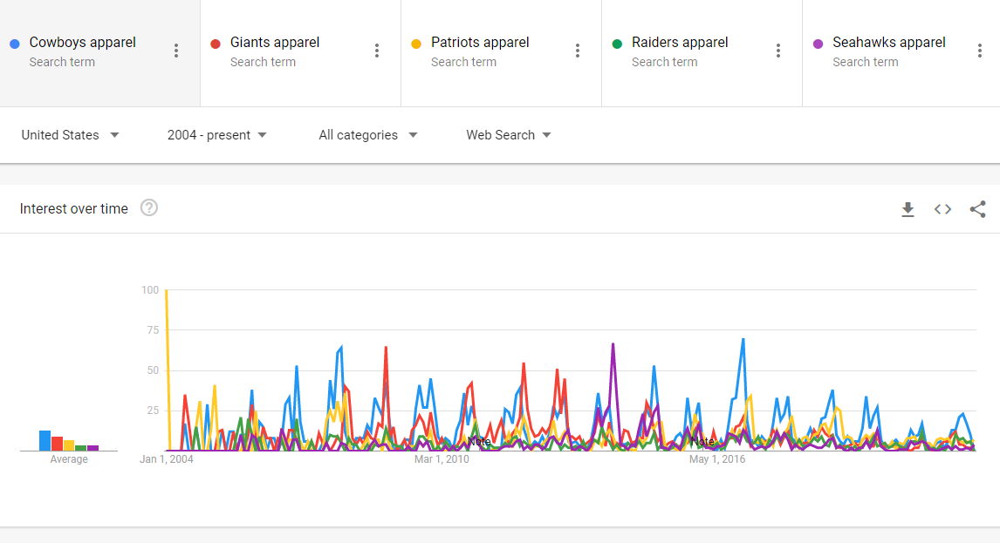 Cowboys apparel
Search term
Giants apparel
Search term
Patriots apparel
Search term
Raiders apparel
Search term
Seahawks apparel
Search term
United States
2004 - present
All categories
Web Search
Interest over time
?
100
75
50
25
Note
Note
Average
Jan 1, 2004
Mar 1, 2010
May 1, 2016